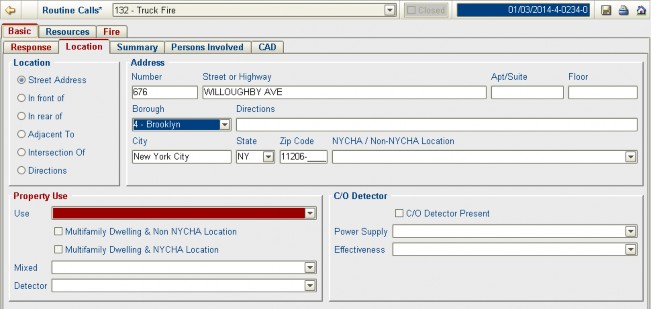 Routine Calls* 132 - Truck Fire Closed 01/03/2014-4-0234-0
Basic Resources Fire
Response Location Summary Persons Involved CAD
Location
Street Address
In front of
In rear of
Adjacent To
Intersection Of
Directions
Address
Number Street or Highway Apt/Suite Floor
676 WILLOUGHBY AVE
Borough Directions
4 - Brooklyn
City State Zip Code NYCHA / Non-NYCHA Location
New York City NY 11206-____
Property Use
Use
Multifamily Dwelling & Non NYCHA Location
Multifamily Dwelling & NYCHA Location
Mixed
Detector
C/O Detector
C/O Detector Present
Power Supply
Effectiveness